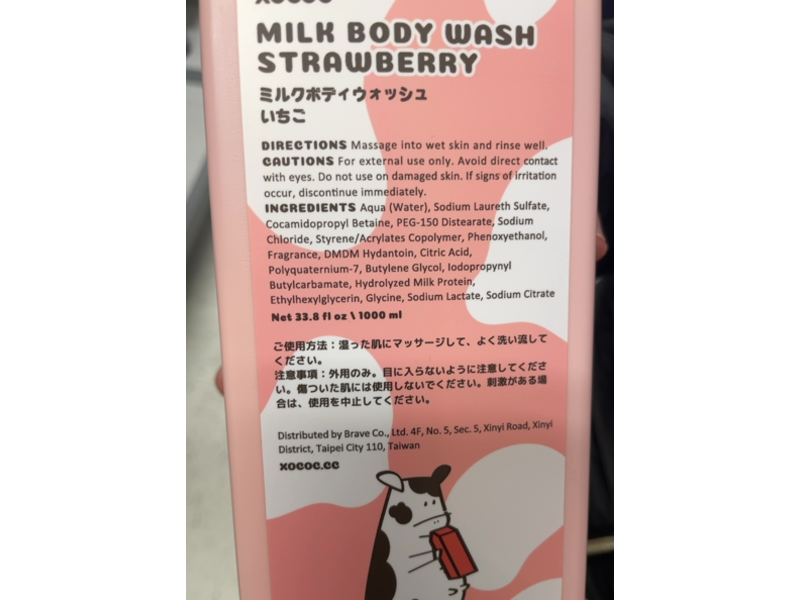 xococ
MILK BODY WASH
STRAWBERRY
ミルクボディウォッシュ
いちご
DIRECTIONS Massage into wet skin and rinse well.
CAUTIONS For external use only. Avoid direct contact
with eyes. Do not use on damaged skin. If signs of irritation
occur, discontinue immediately.
INGREDIENTS Aqua (Water), Sodium Laureth Sulfate,
Cocamidopropyl Betaine, PEG-150 Distearate, Sodium
Chloride, Styrene/Acrylates Copolymer, Phenoxyethanol,
Fragrance, DMDM Hydantoin, Citric Acid,
Polyquaternium-7, Butylene Glycol, Iodopropynyl
Butylcarbamate, Hydrolyzed Milk Protein,
Ethylhexylglycerin, Glycine, Sodium Lactate, Sodium Citrate
Net 33.8 fl oz \ 1000 ml
ご使用方法：湿った肌にマッサージして、よく洗い流して
ください。
注意事項：外用のみ。目に入らないように注意してくださ
い。傷ついた肌には使用しないでください。刺激がある場
合は、使用を中止してください。
Distributed by Brave Co., Ltd. 4F, No. 5, Sec. 5, Xinyi Road, Xinyi
District, Taipei City 110, Taiwan
xococ.cc